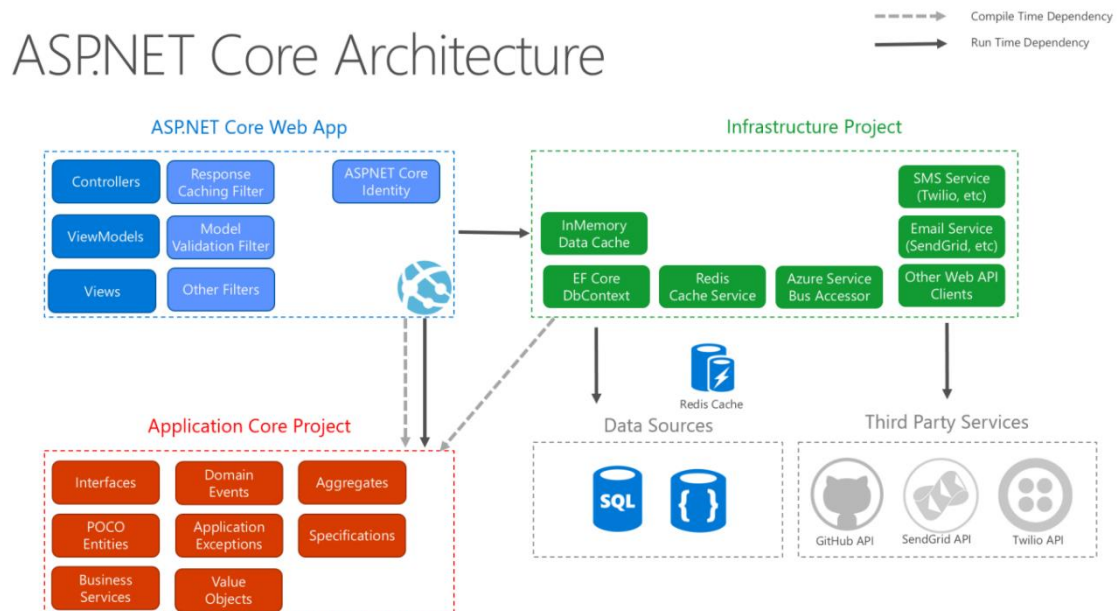 Compile Time Dependency
Run Time Dependency
ASP.NET Core Architecture
ASP.NET Core Web App
Controllers
Response
Caching Filter
ASP.NET Core
Identity
ViewModels
Model
Validation Filter
Views
Other Filters
Infrastructure Project
SMS Service
(Twilio, etc)
InMemory
Data Cache
Email Service
(SendGrid, etc)
EF Core
DbContext
Redis
Cache Service
Azure Service
Bus Accessor
Other Web API
Clients
Redis Cache
Application Core Project
Interfaces
Domain
Events
Aggregates
POCO
Entities
Application
Exceptions
Specifications
Business
Services
Value
Objects
Data Sources
SQL
{ }
Third Party Services
GitHub API
SendGrid API
Twilio API